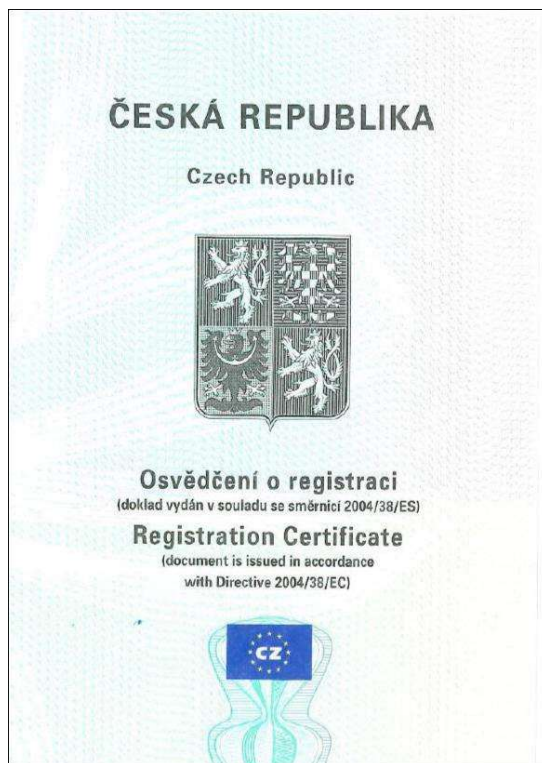 ČESKÁ REPUBLIKA
Czech Republic
Osvědčení o registraci
(doklad vydán v souladu se směrnicí 2004/38/ES)
Registration Certificate
(document is issued in accordance
with Directive 2004/38/EC)
CZ